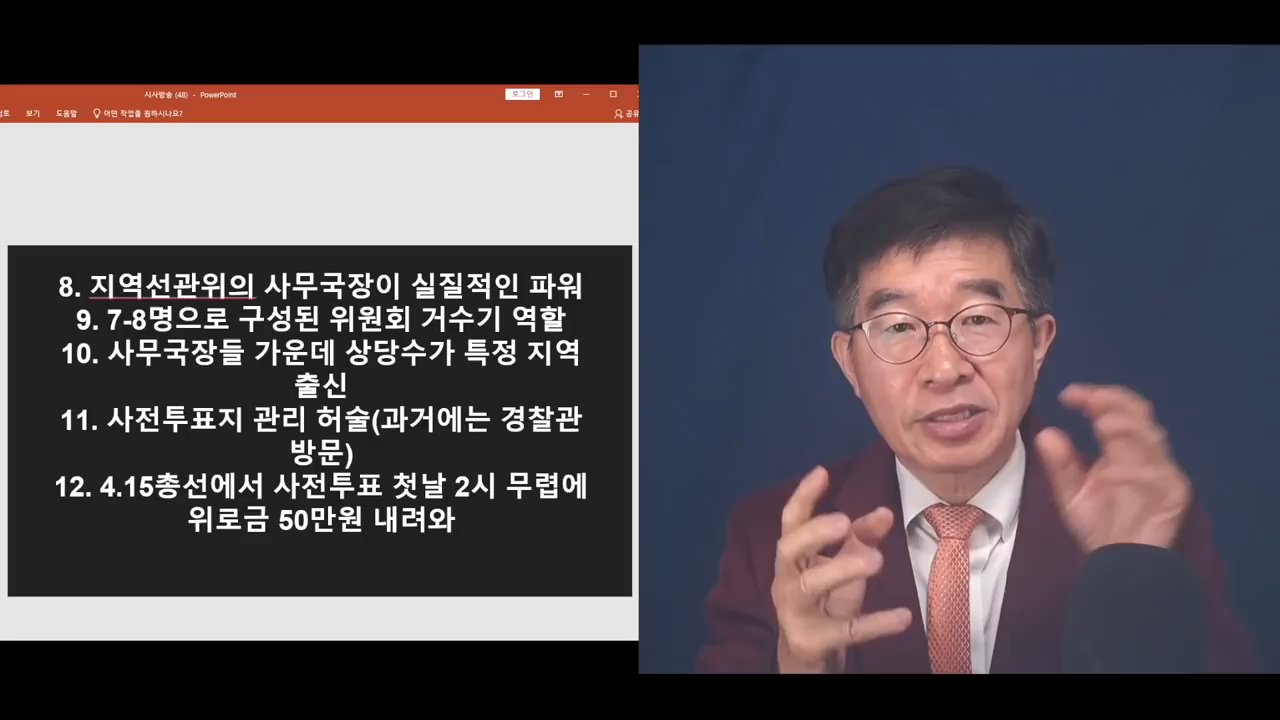 시사방송 (48) - PowerPoint
로그인
보기
도움말
어떤 작업을 원하시나요?
공유
8. 지역선관위의 사무국장이 실질적인 파워
9. 7-8명으로 구성된 위원회 거수기 역할
10. 사무국장들 가운데 상당수가 특정 지역
출신
11. 사전투표지 관리 허술(과거에는 경찰관
방문)
12. 4.15총선에서 사전투표 첫날 2시 무렵에
위로금 50만원 내려와